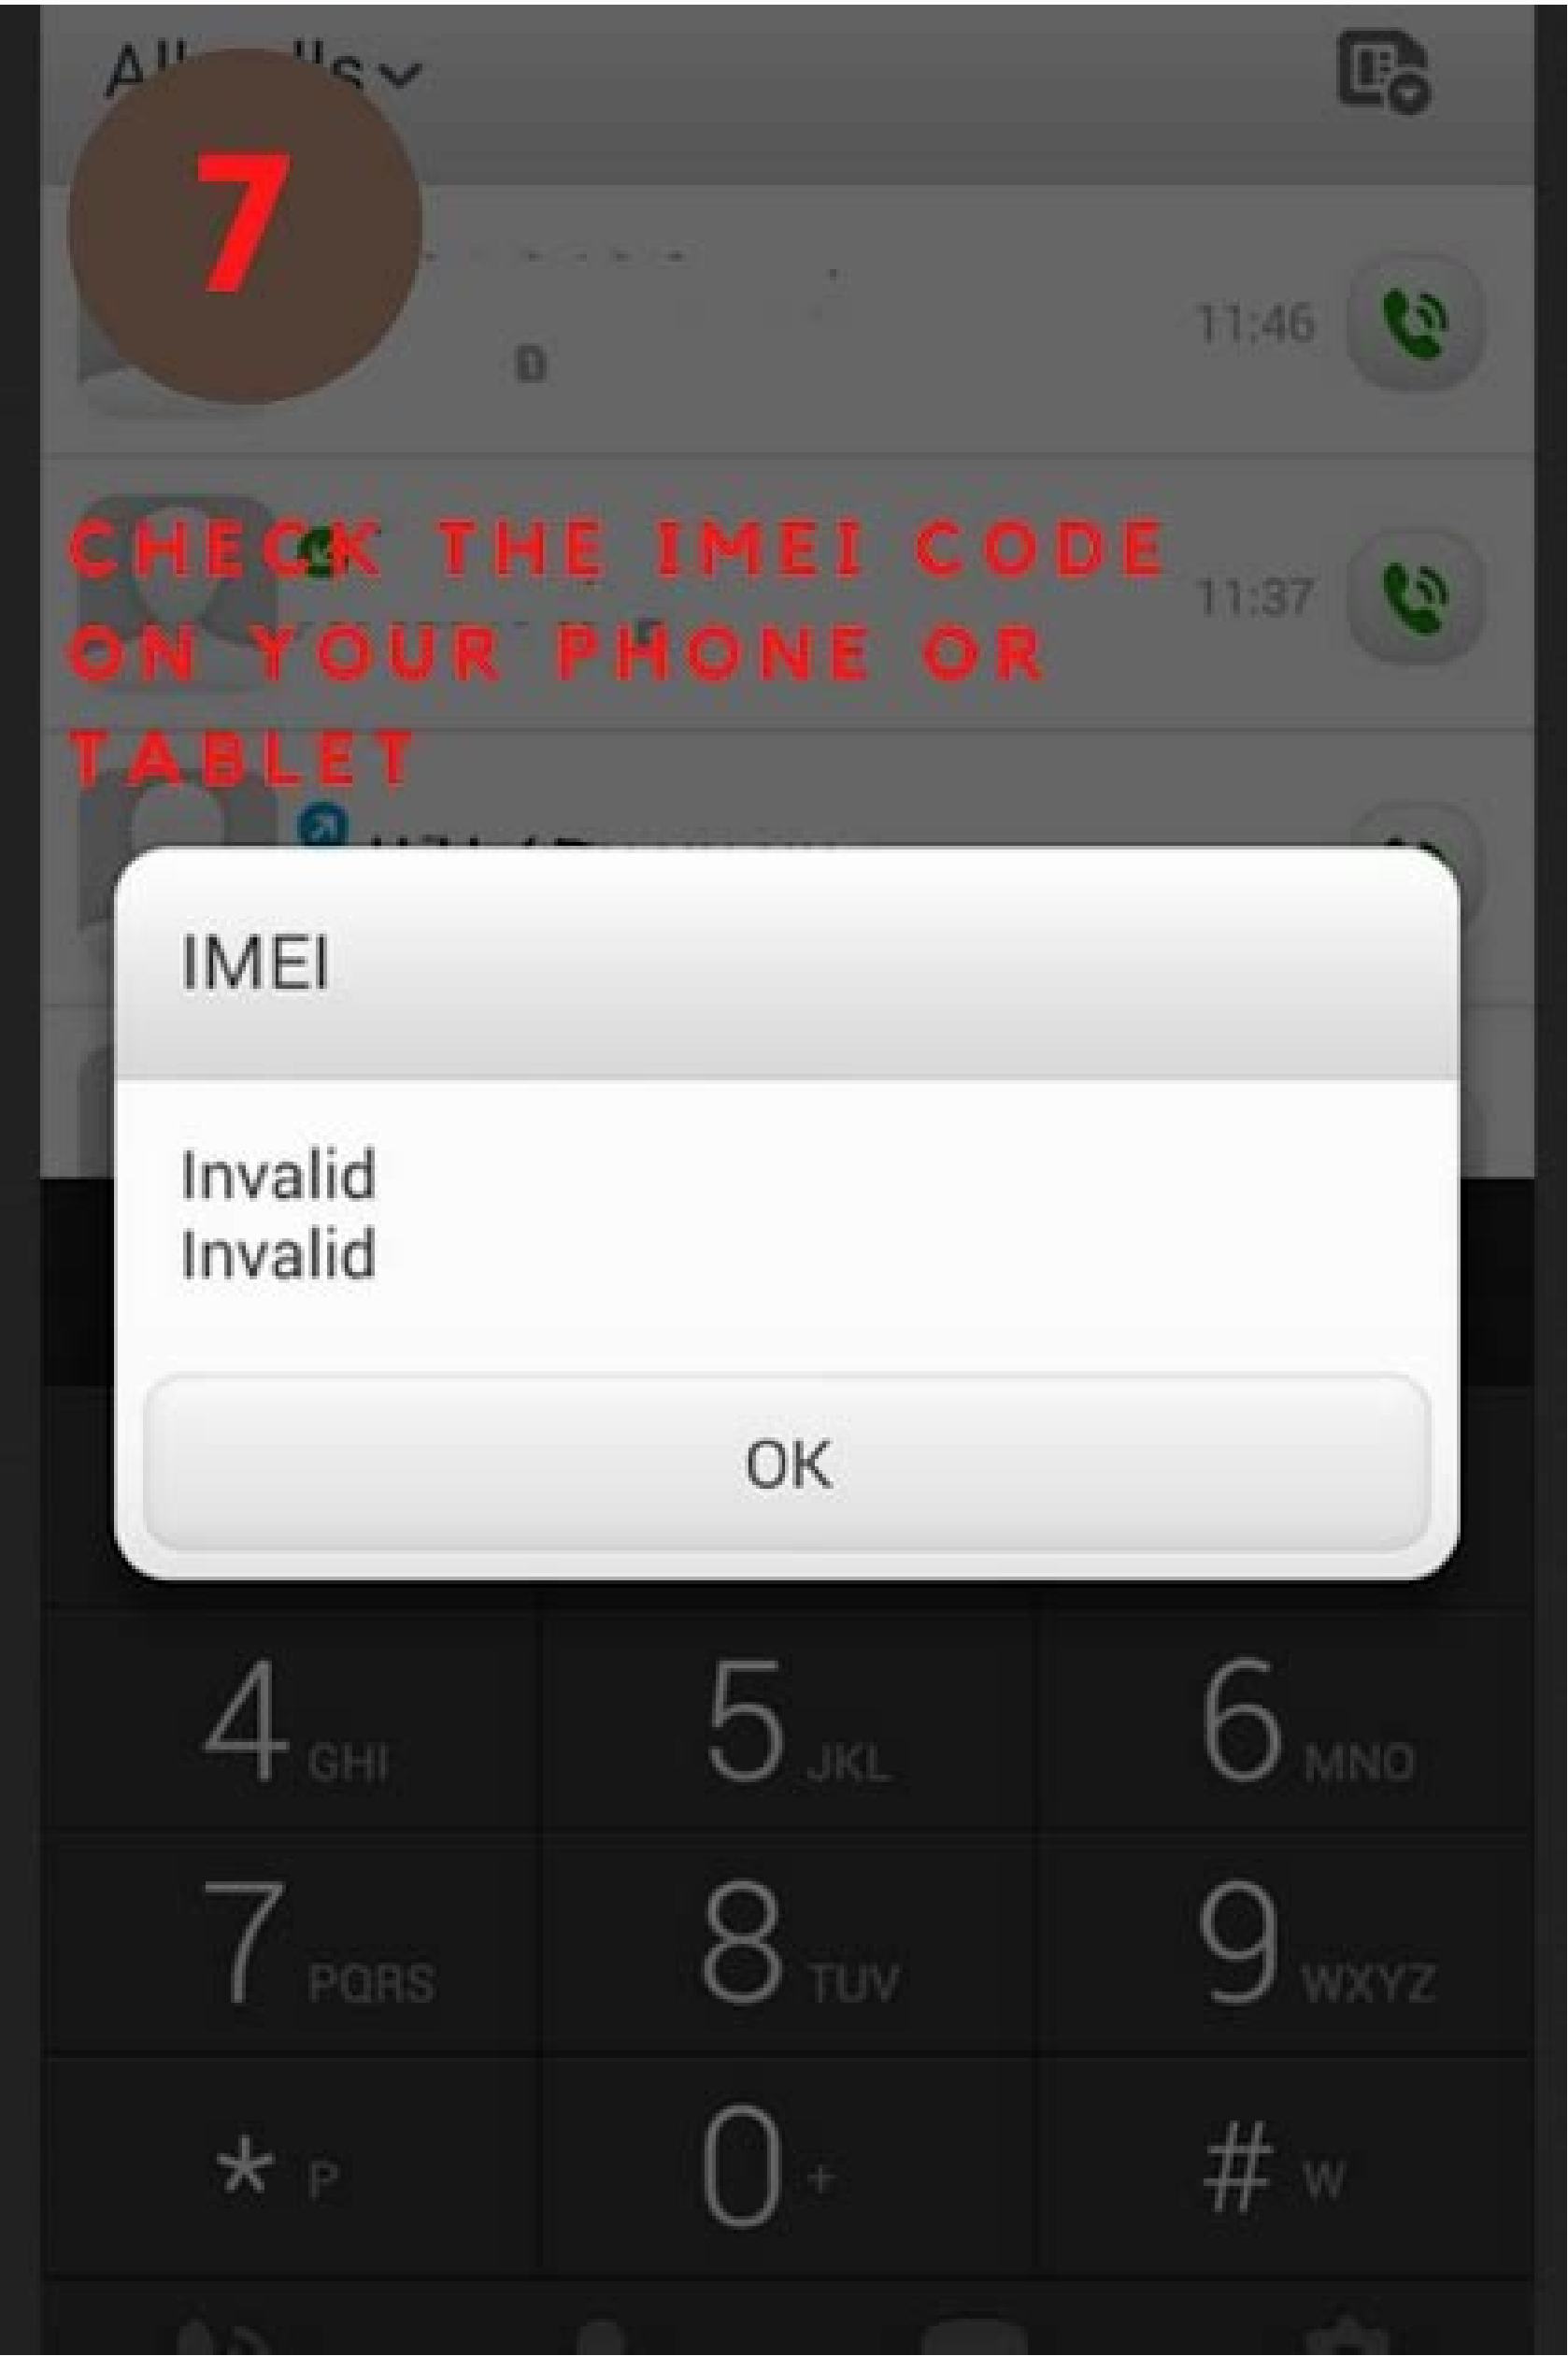 7
11:46
D
CHECK THE IMEI CODE
11:37
ON YOUR PHONE OR
TABLET
IMEI
Invalid
Invalid
OK
4 GHI 5 JKL 6 MNO
7 PQRS 8 TUV 9 WXYZ
* P 0 + # W